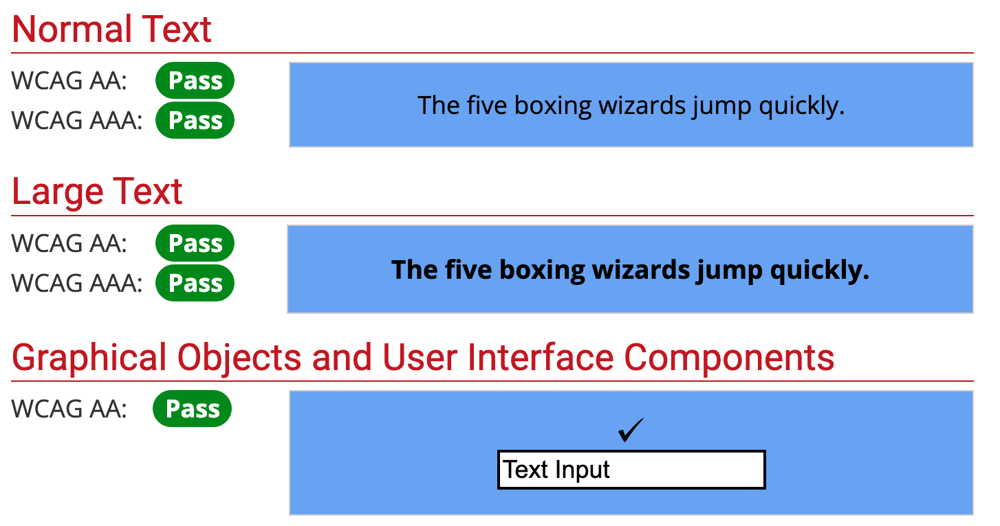 Normal Text
WCAG AA: Pass
The five boxing wizards jump quickly.
WCAG AAA: Pass
Large Text
WCAG AA: Pass
The five boxing wizards jump quickly.
WCAG AAA: Pass
Graphical Objects and User Interface Components
WCAG AA: Pass
✓
Text Input